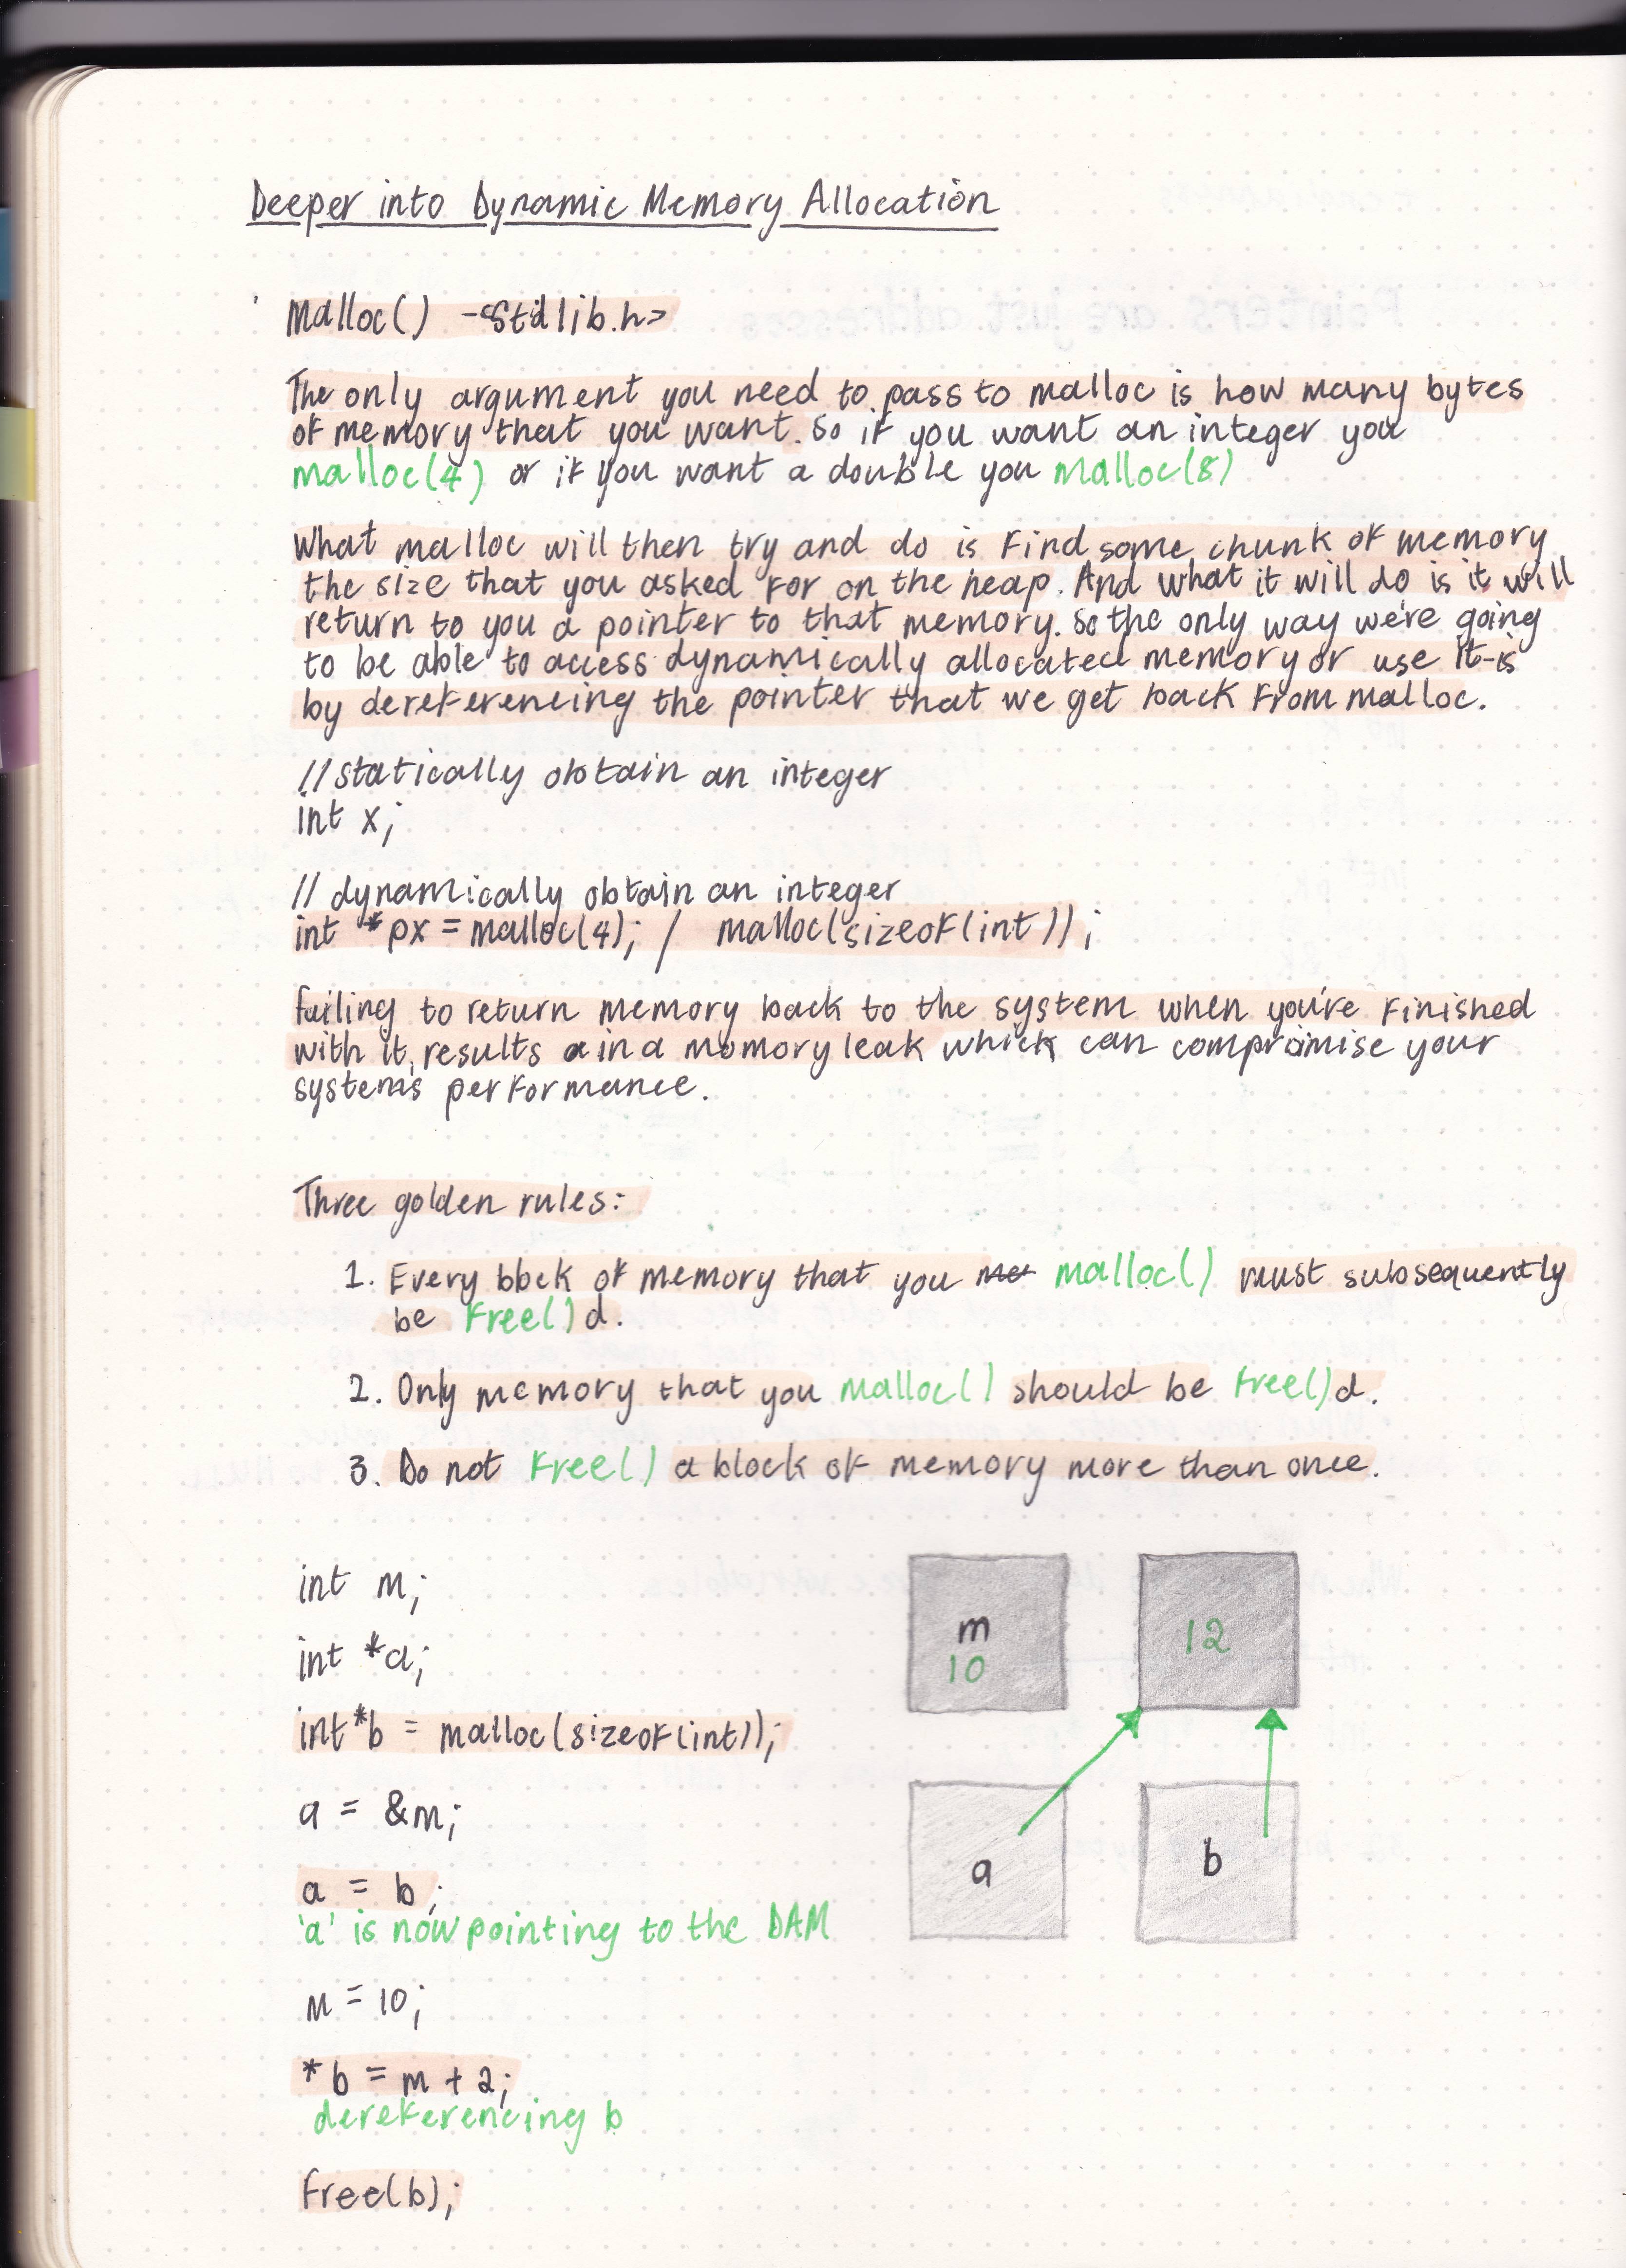 Deeper into Dynamic Memory Allocation
Malloc() - <stdlib.h>
The only argument you need to pass to malloc is how many bytes
of memory that you want. So if you want an integer you
malloc(4) or if you want a double you malloc(8)
What malloc will then try and do is find some chunk of memory
the size that you asked for on the heap. And what it will do is it will
return to you a pointer to that memory. So the only way we're going
to be able to access dynamically allocated memory or use it is
by dereferencing the pointer that we get back from malloc.
//statically obtain an integer
int x;
// dynamically obtain an integer
int *px = malloc(4); / malloc(sizeof(int));
failing to return memory back to the system when you're finished
with it, results in a momory leak which can compromise your
system's performance.
Three golden rules:
1. Every block of memory that you malloc() must subsequently
be free()d.
2. Only memory that you malloc() should be free()d.
3. Do not free() a block of memory more than once.
int m;
int *a;
int*b = malloc(sizeof(int));
a = &m;
a = b;
'a' is now pointing to the DAM
m = 10;
*b = m + 2;
dereferencing b
free(b);
m
10
12
a
b